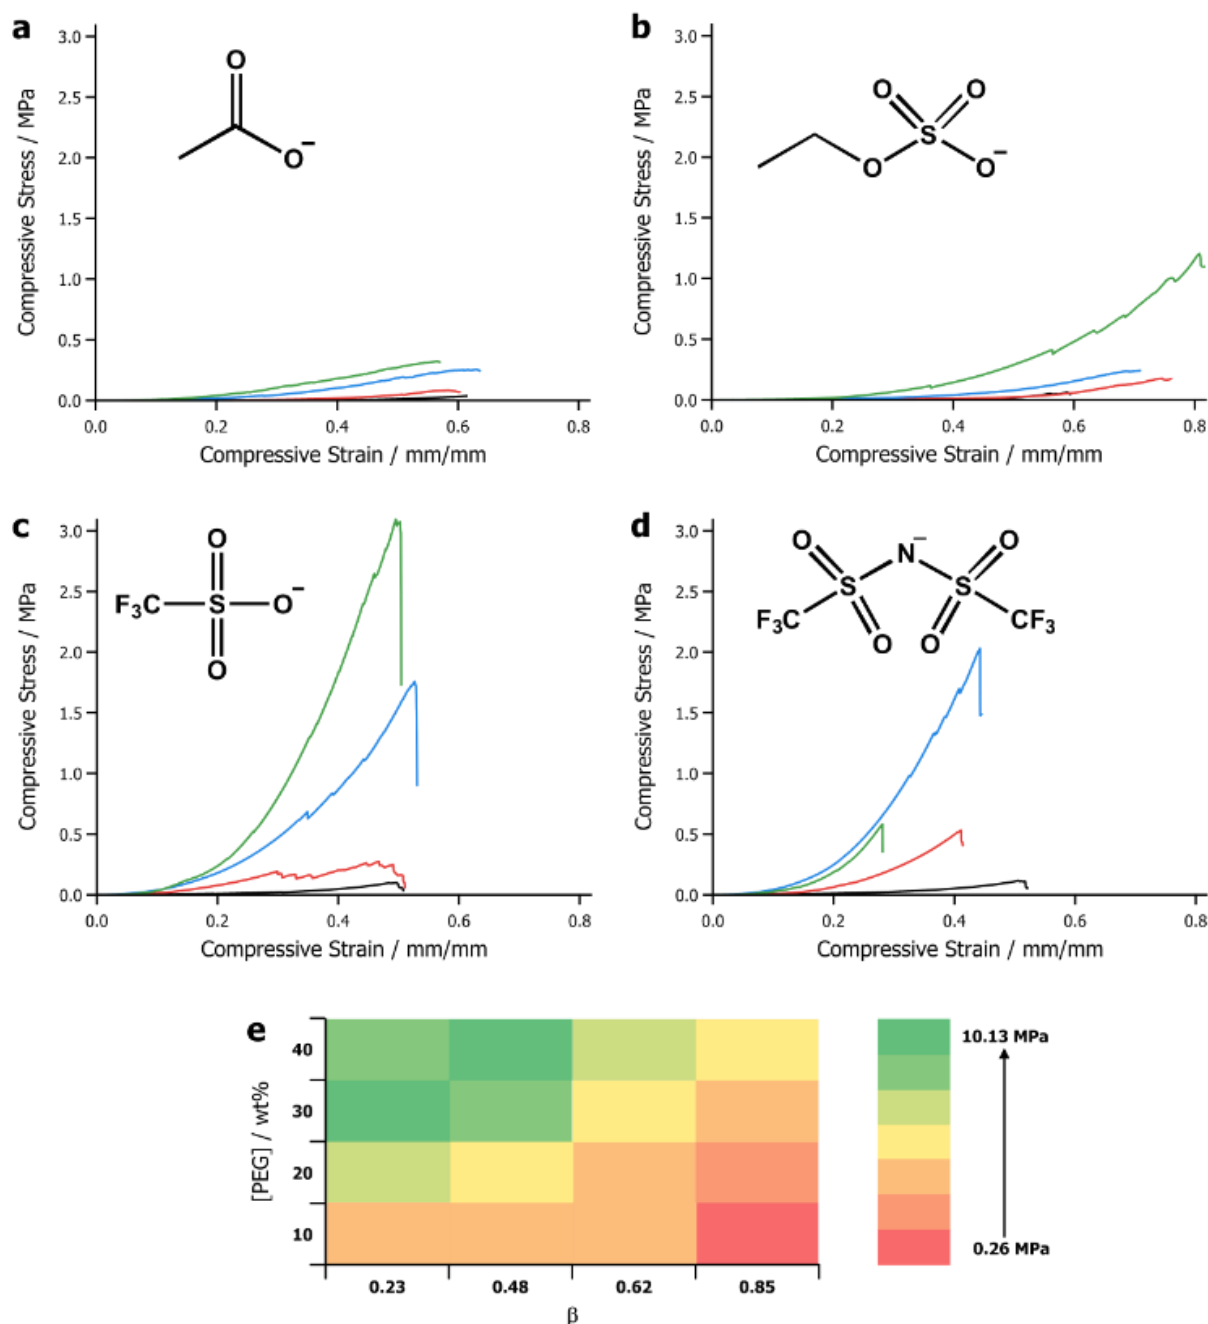 a
3.0
2.5
2.0
1.5
1.0
0.5
0.0
Compressive Stress / MPa
O
O−
0.0 0.2 0.4 0.6 0.8
Compressive Strain / mm/mm
b
3.0
2.5
2.0
1.5
1.0
0.5
0.0
Compressive Stress / MPa
O O
S
O O−
0.0 0.2 0.4 0.6 0.8
Compressive Strain / mm/mm
c
3.0
2.5
2.0
1.5
1.0
0.5
0.0
Compressive Stress / MPa
O
F₃C S O−
O
0.0 0.2 0.4 0.6 0.8
Compressive Strain / mm/mm
d
3.0
2.5
2.0
1.5
1.0
0.5
0.0
Compressive Stress / MPa
O N− O
S S
F₃C O O CF₃
0.0 0.2 0.4 0.6 0.8
Compressive Strain / mm/mm
e
40
30
20
10
[PEG] / wt%
0.23 0.48 0.62 0.85
β
10.13 MPa
0.26 MPa